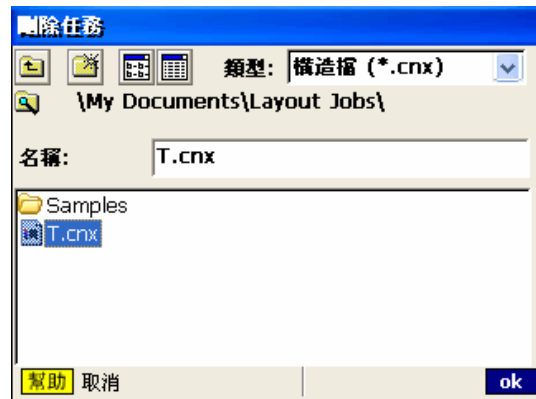 刪除任務
類型: 構造檔 (*.cnx)
\My Documents\Layout Jobs\
名稱: T.cnx
Samples
T.cnx
幫助 取消 ok